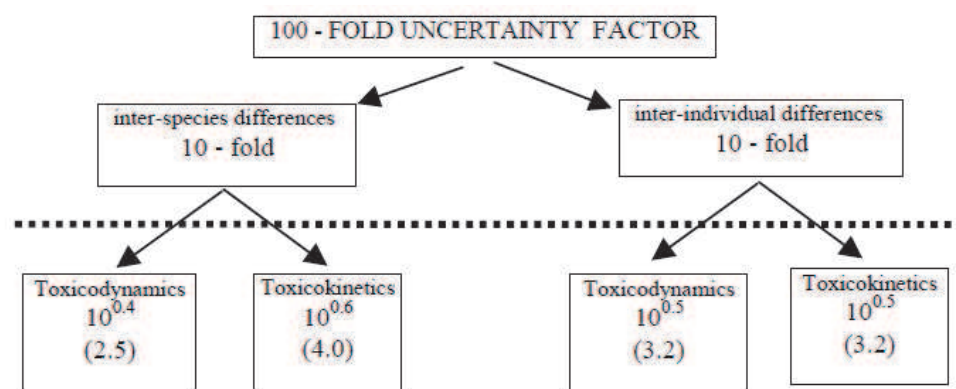 100 - FOLD UNCERTAINTY FACTOR
inter-species differences
10 - fold
inter-individual differences
10 - fold
Toxicodynamics
10^0.4
(2.5)
Toxicokinetics
10^0.6
(4.0)
Toxicodynamics
10^0.5
(3.2)
Toxicokinetics
10^0.5
(3.2)